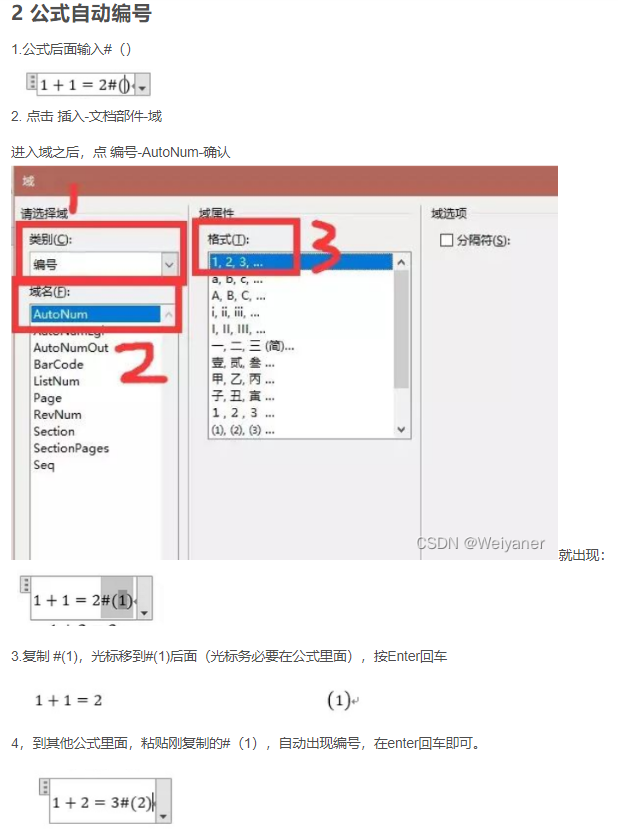 2 公式自动编号
1.公式后面输入#（）
1 + 1 = 2#()
2. 点击 插入-文档部件-域
进入域之后，点 编号-AutoNum-确认
域
1
请选择域
域属性
域选项
类别(C):
格式(T):
3
分隔符(S):
编号
1, 2, 3, ...
域名(F):
a, b, c, ...
A, B, C, ...
AutoNum
i, ii, iii, ...
I, II, III, ...
AutoNumOut
2
一, 二, 三 (简)...
BarCode
壹, 贰, 叁 ...
ListNum
甲, 乙, 丙 ...
Page
子, 丑, 寅 ...
RevNum
1 , 2 , 3 ...
Section
(1), (2), (3) ...
SectionPages
Seq
CSDN @Weiyaner
就出现：
1 + 1 = 2#(1)
3.复制 #(1)，光标移到#(1)后面（光标务必要在公式里面），按Enter回车
1 + 1 = 2 (1)
4，到其他公式里面，粘贴刚复制的#（1），自动出现编号，在enter回车即可。
1 + 2 = 3#(2)